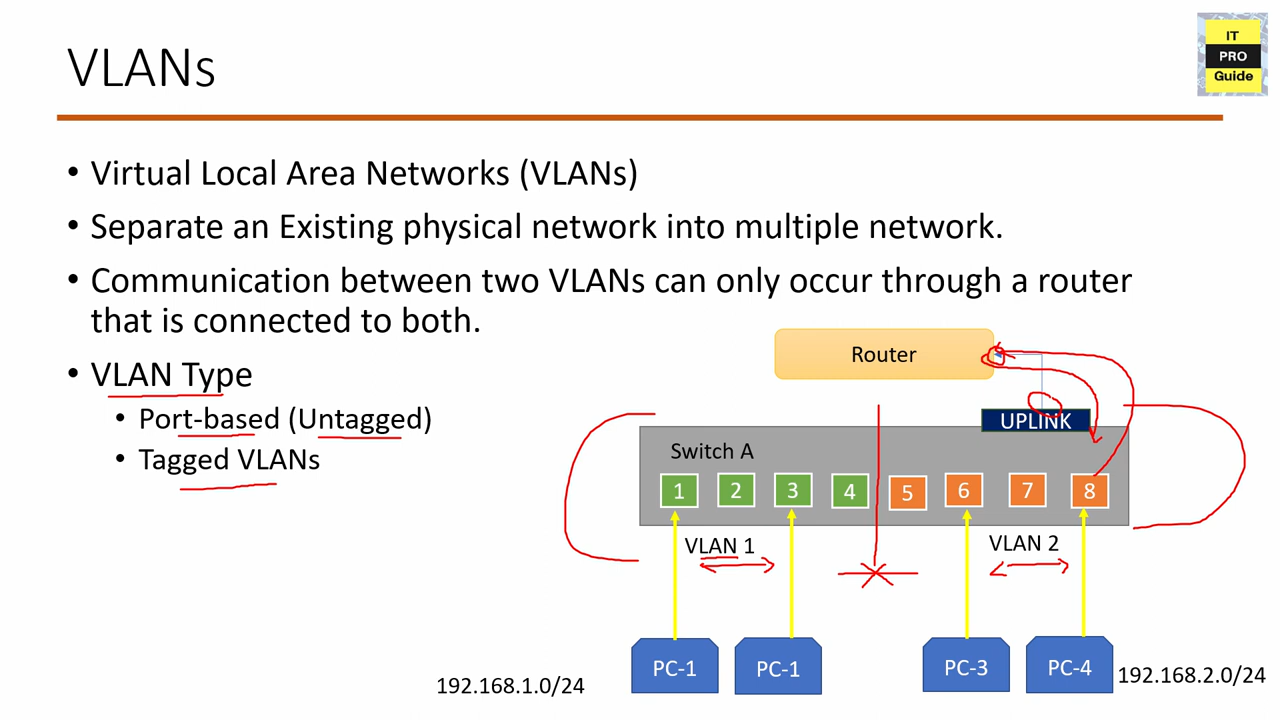 VLANs
IT
PRO
Guide
• Virtual Local Area Networks (VLANs)
• Separate an Existing physical network into multiple network.
• Communication between two VLANs can only occur through a router
that is connected to both.
• VLAN Type
• Port-based (Untagged)
• Tagged VLANs
Router
UPLINK
Switch A
1 2 3 4 5 6 7 8
VLAN 1 VLAN 2
PC-1 PC-1 PC-3 PC-4
192.168.1.0/24 192.168.2.0/24